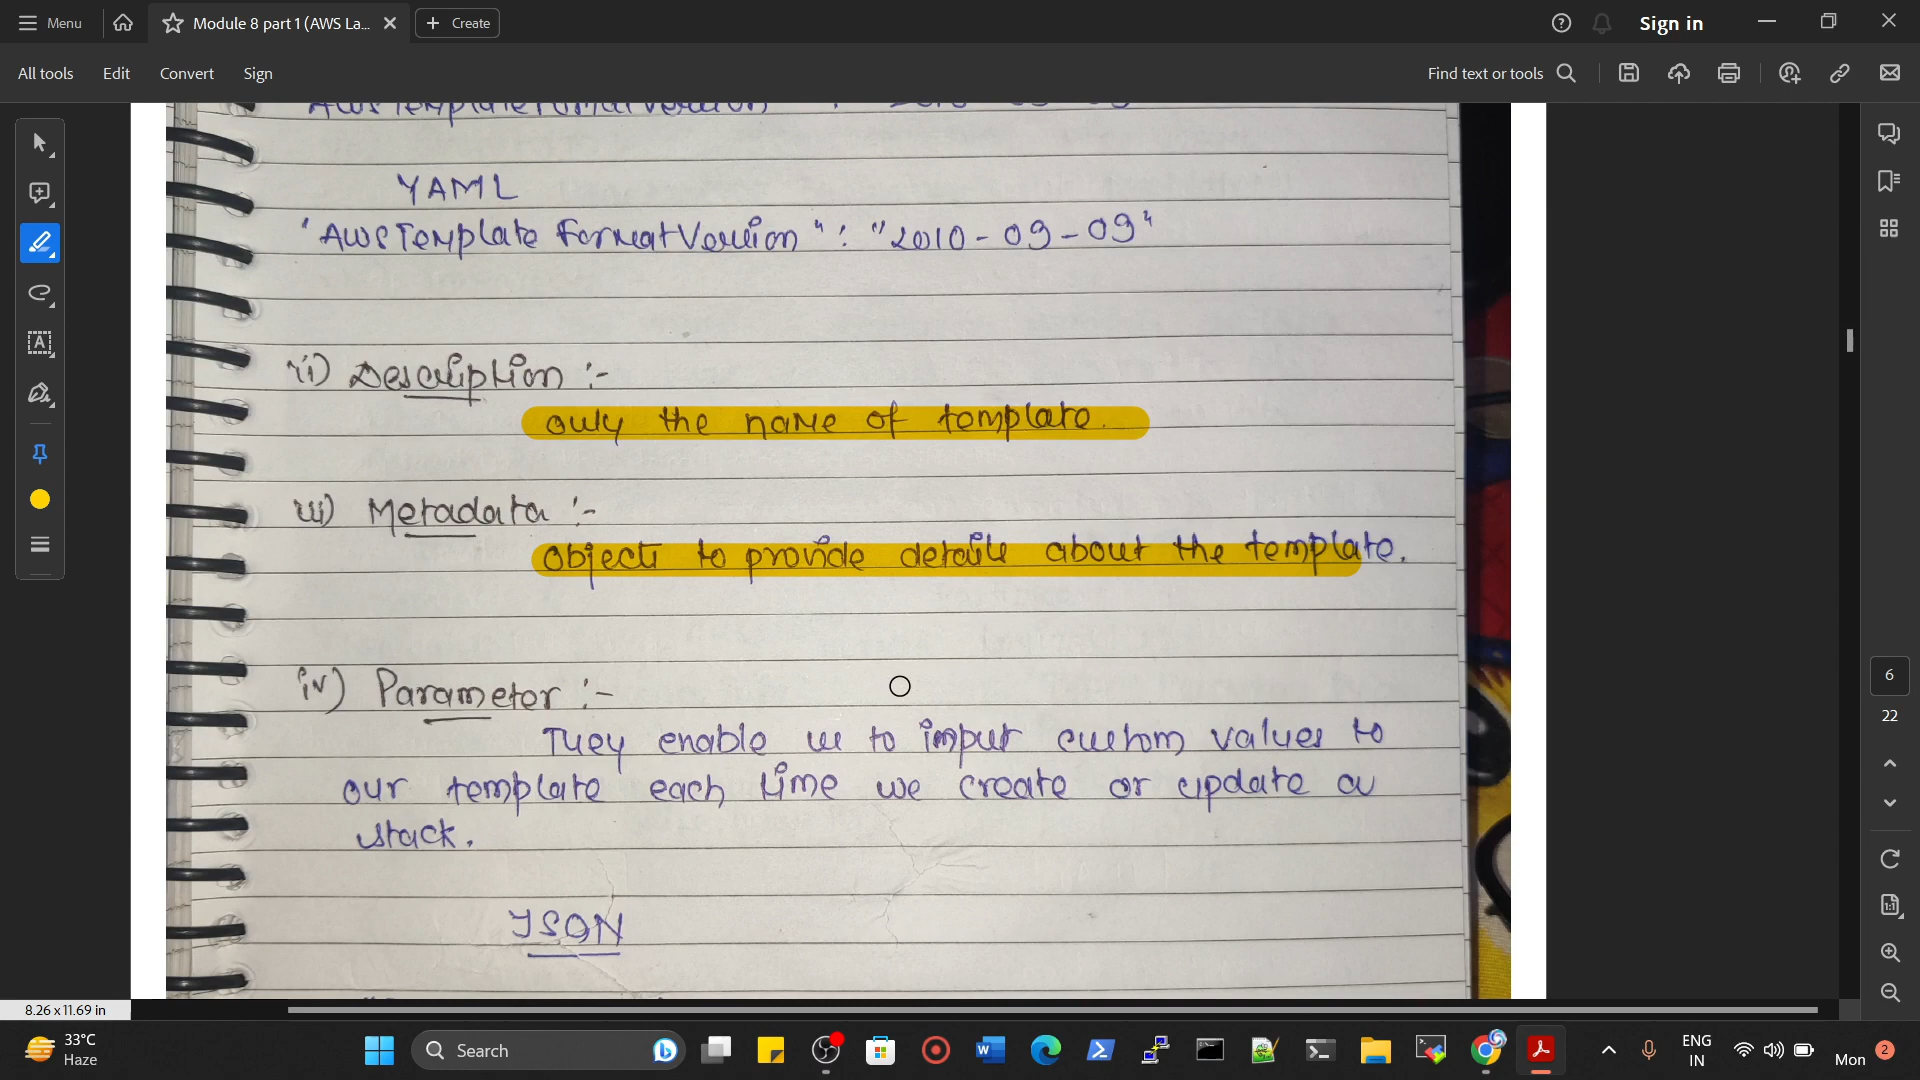 Menu
Module 8 part 1 (AWS La...
Create
Sign in
All tools
Edit
Convert
Sign
Find text or tools
YAML
"AWSTemplate FormatVersion" : "2010-09-09"
ii) Description :-
only the name of template.
iii) Metadata :-
objects to provide details about the template.
iv) Parameter :-
They enable us to input custom values to
our template each time we create or update a
stack.
JSON
6
22
8.26 x 11.69 in
33°C
Haze
Search
ENG
IN
Mon
2